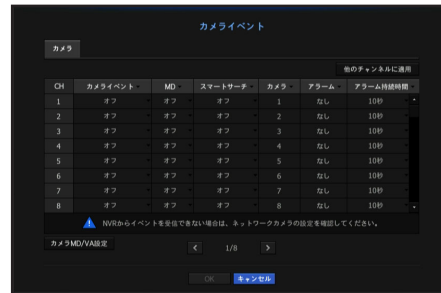 カメライベント
カメラ
他のチャンネルに適用
CH カメライベント MD スマートサーチ カメラ アラーム アラーム持続時間
1 オフ オフ オフ 1 なし 10秒
2 オフ オフ オフ 2 なし 10秒
3 オフ オフ オフ 3 なし 10秒
4 オフ オフ オフ 4 なし 10秒
5 オフ オフ オフ 5 なし 10秒
6 オフ オフ オフ 6 なし 10秒
7 オフ オフ オフ 7 なし 10秒
8 オフ オフ オフ 8 なし 10秒
NVRからイベントを受信できない場合は、ネットワークカメラの設定を確認してください。
カメラMD/VA設定
< 1/8 >
OK キャンセル